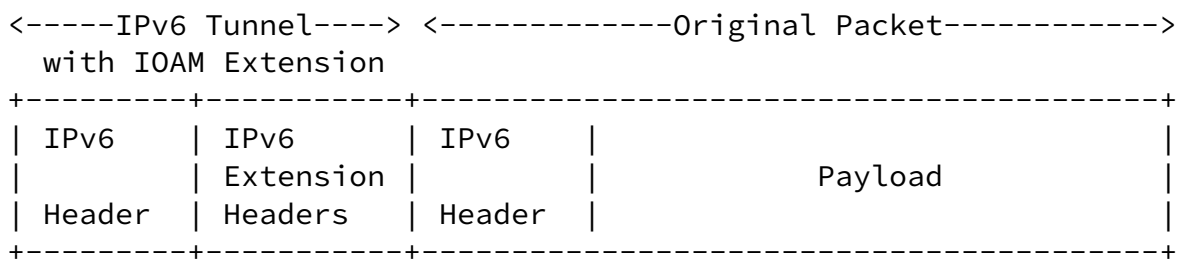 <-----IPv6 Tunnel----> <-------------Original Packet------------>
  with IOAM Extension
+---------+-----------+-----------------------------------------+
| IPv6    | IPv6      | IPv6    |                               |
|         | Extension |         |            Payload            |
| Header  | Headers   | Header  |                               |
+---------+-----------+-----------------------------------------+